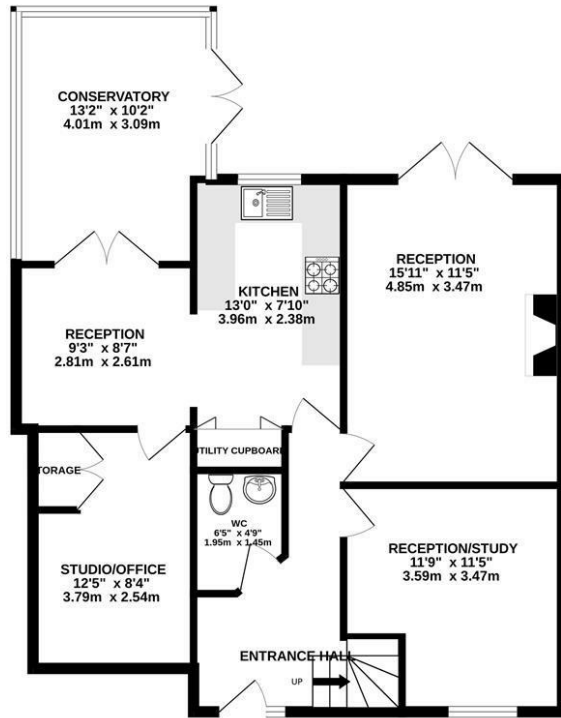 CONSERVATORY
13'2" x 10'2"
4.01m x 3.09m
RECEPTION
15'11" x 11'5"
4.85m x 3.47m
KITCHEN
13'0" x 7'10"
3.96m x 2.38m
RECEPTION
9'3" x 8'7"
2.81m x 2.61m
UTILITY CUPBOARD
TORAGE
WC
6'5" x 4'9"
1.95m x 1.45m
RECEPTION/STUDY
11'9" x 11'5"
3.59m x 3.47m
STUDIO/OFFICE
12'5" x 8'4"
3.79m x 2.54m
ENTRANCE HALL
UP